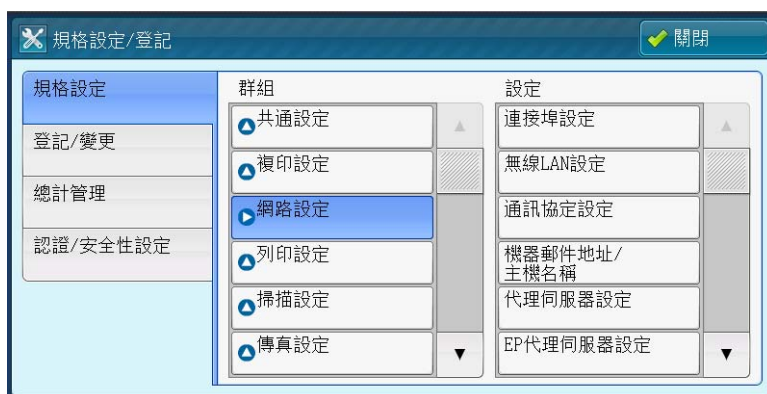 規格設定/登記
關閉
規格設定
登記/變更
總計管理
認證/安全性設定
群組
共通設定
複印設定
網路設定
列印設定
掃描設定
傳真設定
設定
連接埠設定
無線LAN設定
通訊協定設定
機器郵件地址/
主機名稱
代理伺服器設定
EP代理伺服器設定